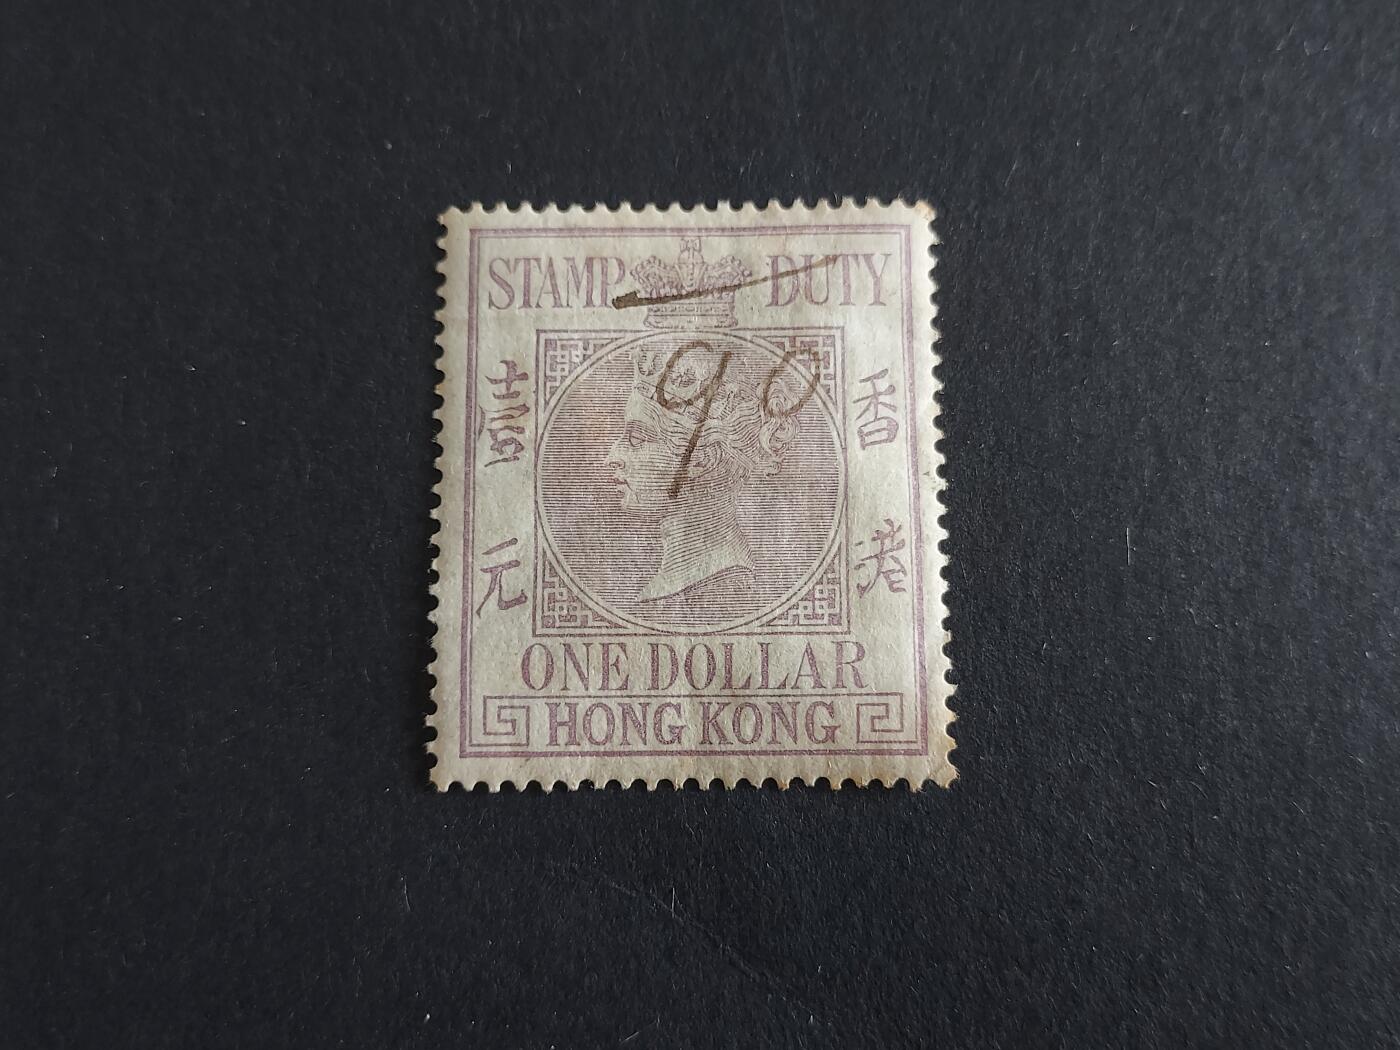 STAMP DUTY
90
壹元
香港
ONE DOLLAR
HONG KONG